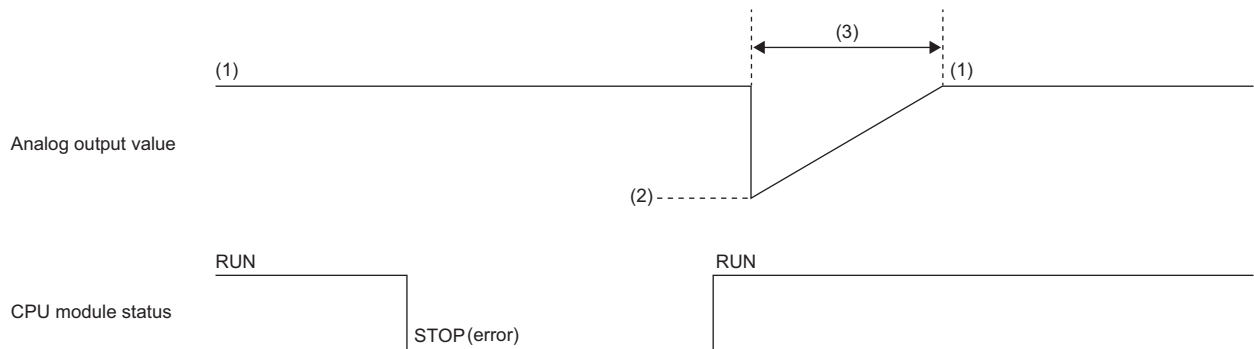 (3)
(1)
(1)
Analog output value
(2)
RUN
RUN
CPU module status
STOP(error)